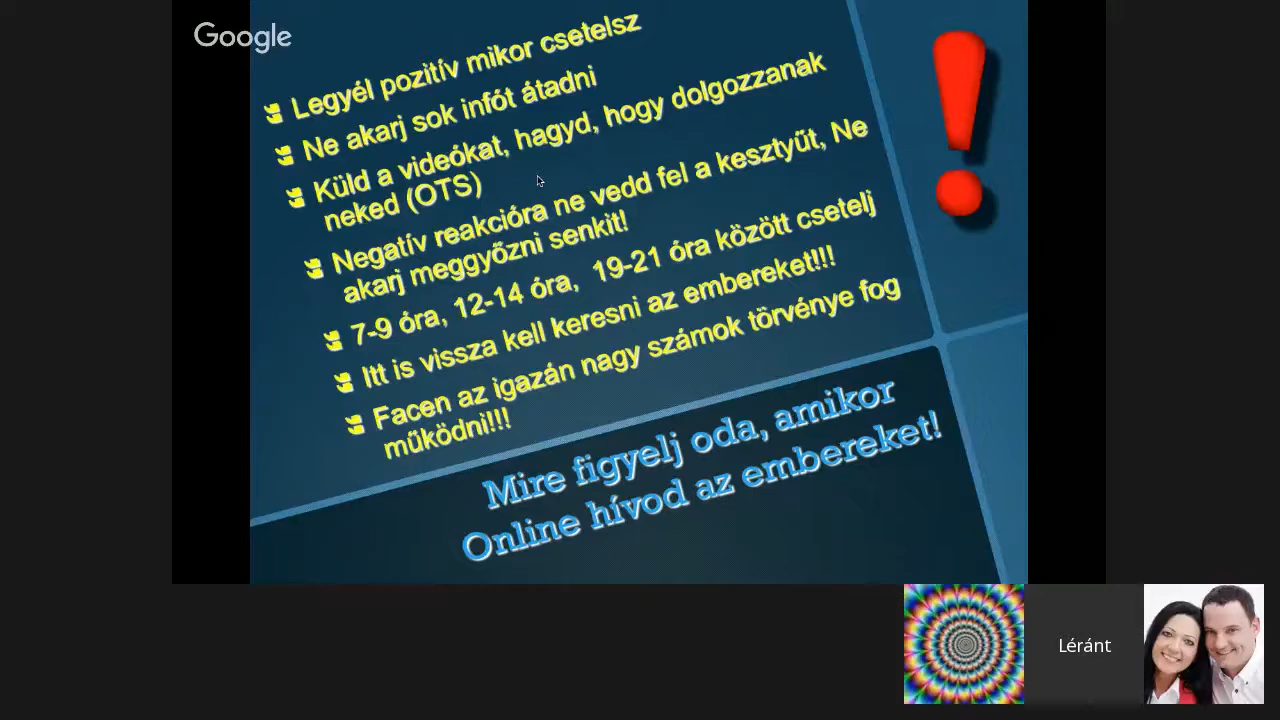 Google
Legyél pozitív mikor csetelsz
Ne akarj sok infót átadni
Küld a videókat, hagyd, hogy dolgozzanak
neked (OTS)
Negatív reakcióra ne vedd fel a kesztyűt, Ne
akarj meggyőzni senkit!
7-9 óra, 12-14 óra, 19-21 óra között csetelj
Itt is vissza kell keresni az embereket!!!
Facen az igazán nagy számok törvénye fog
működni!!!
Mire figyelj oda, amikor
Online hívod az embereket!
Léránt